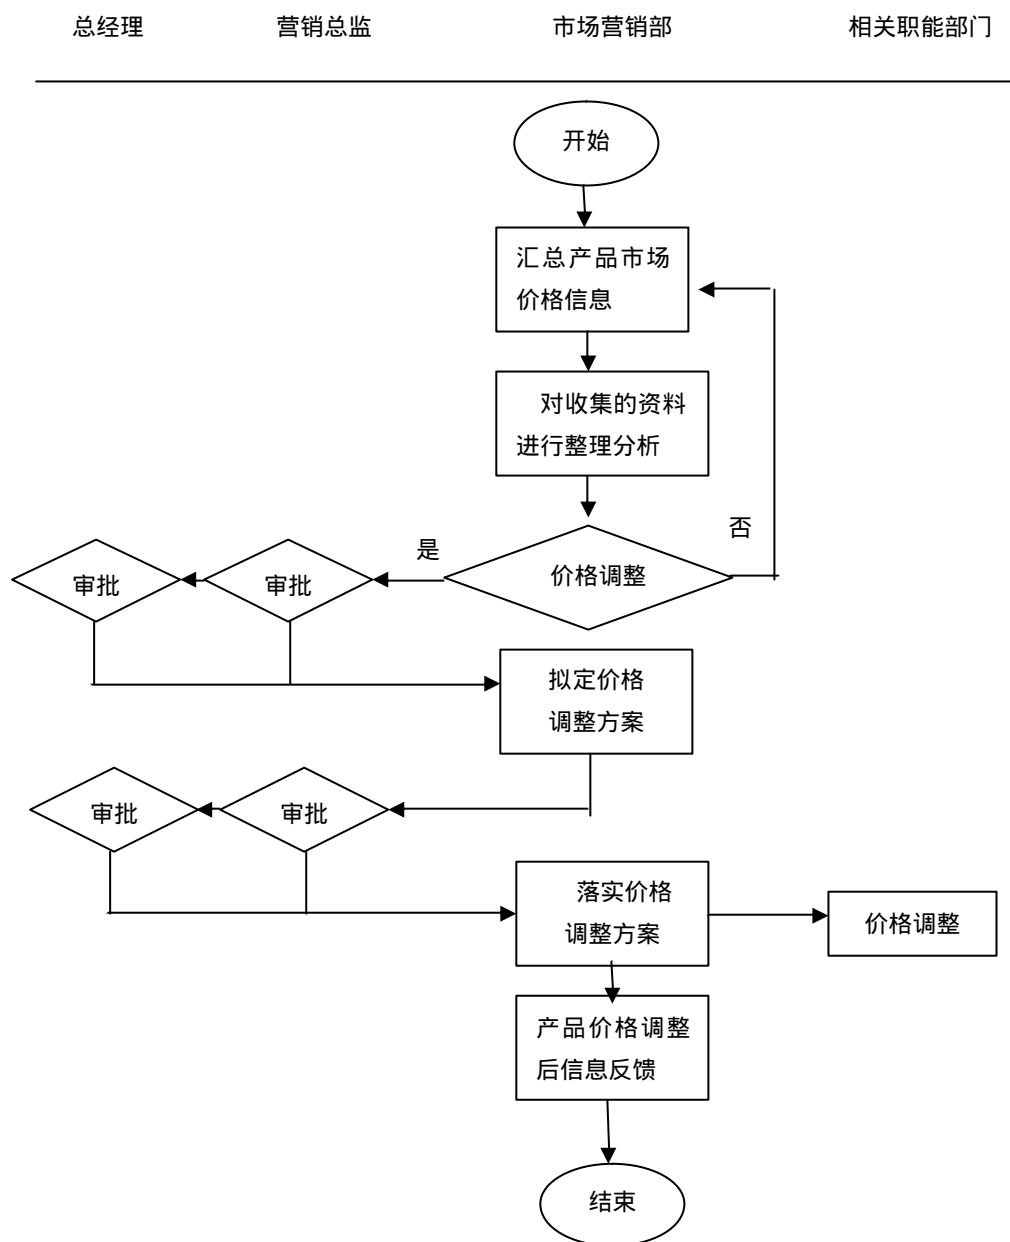 总经理 营销总监 市场营销部 相关职能部门
开始
汇总产品市场
价格信息
对收集的资料
进行整理分析
是
否
审批
审批
价格调整
拟定价格
调整方案
审批
审批
落实价格
调整方案
价格调整
产品价格调整
后信息反馈
结束